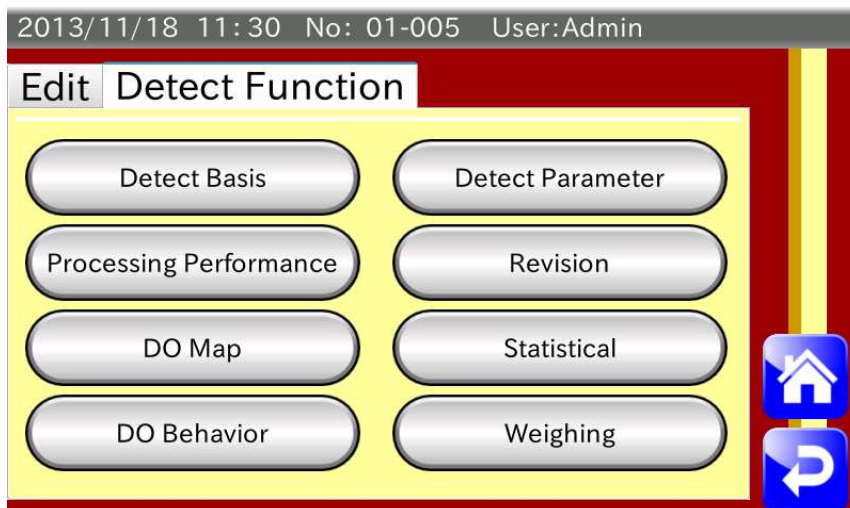 2013/11/18 11:30 No: 01-005 User:Admin
Edit Detect Function
Detect Basis Detect Parameter
Processing Performance Revision
DO Map Statistical
DO Behavior Weighing